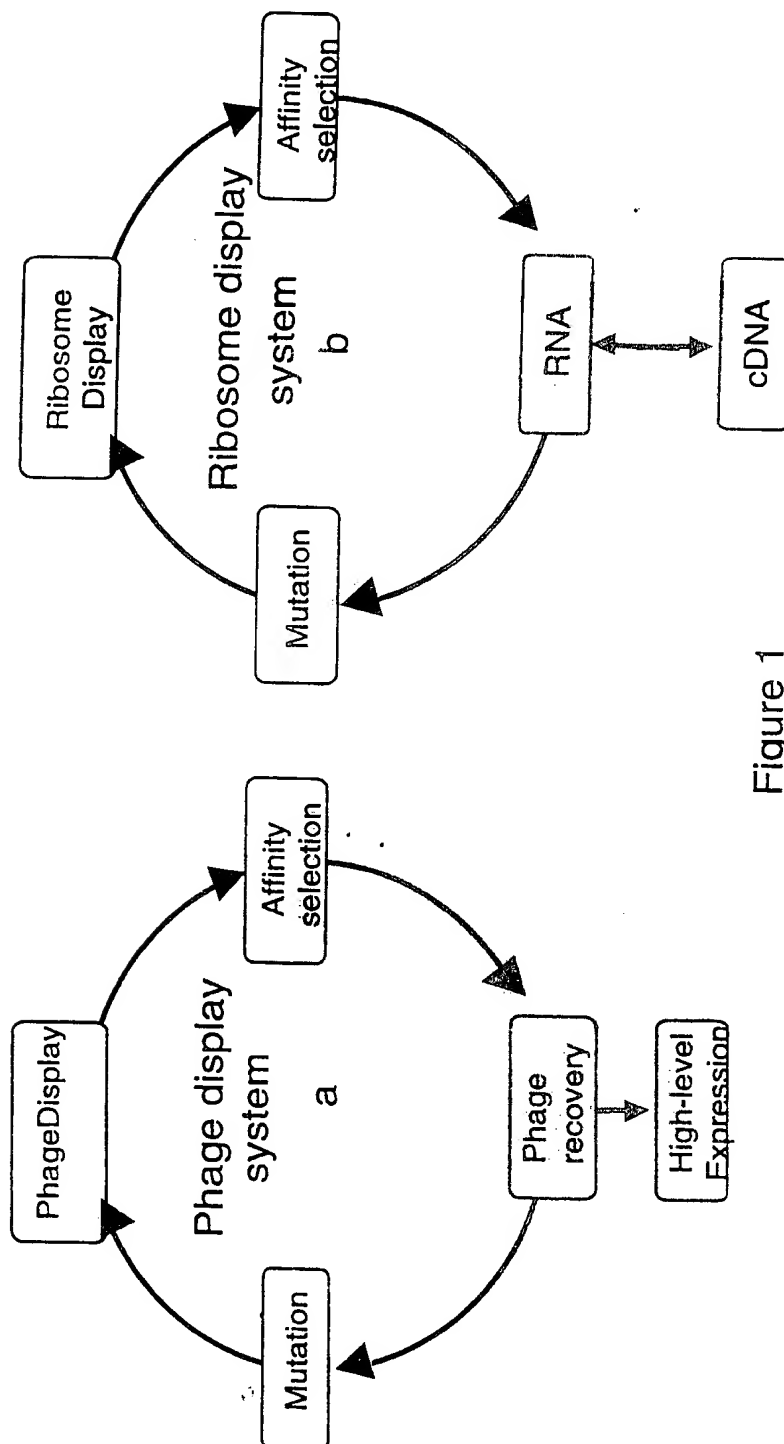 PhageDisplay
Affinity
selection
Phage
recovery
High-level
Expression
Mutation
Phage display
system
a
Ribosome
Display
Affinity
selection
RNA
cDNA
Mutation
Ribosome display
system
b
Figure 1